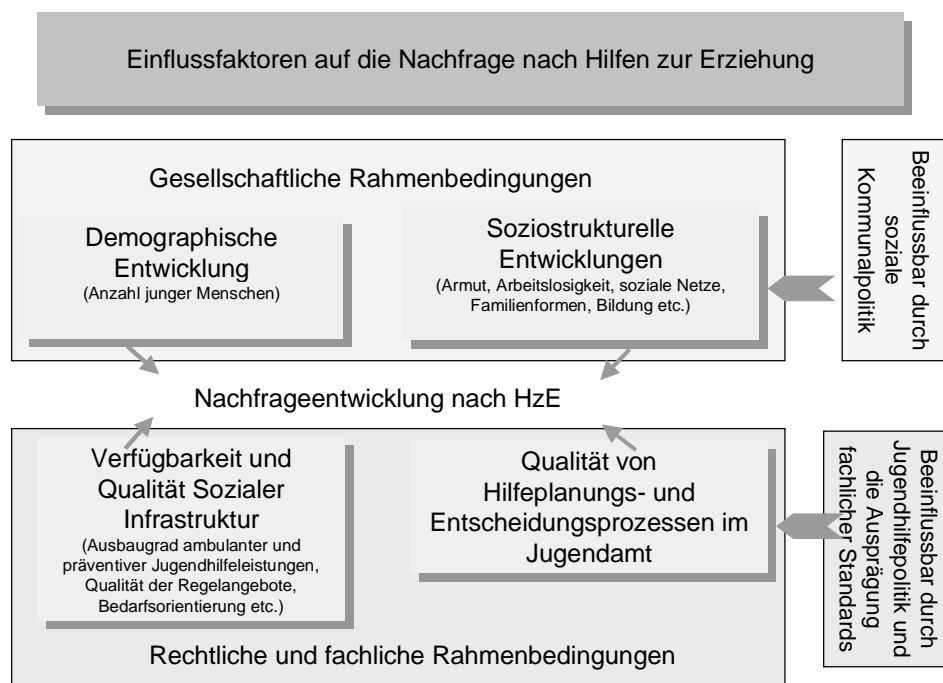 Einflussfaktoren auf die Nachfrage nach Hilfen zur Erziehung
Gesellschaftliche Rahmenbedingungen
Demographische
Entwicklung
(Anzahl junger Menschen)
Soziostrukturelle
Entwicklungen
(Armut, Arbeitslosigkeit, soziale Netze,
Familienformen, Bildung etc.)
Beeinflussbar durch
soziale
Kommunalpolitik
Nachfrageentwicklung nach HzE
Verfügbarkeit und
Qualität Sozialer
Infrastruktur
(Ausbaugrad ambulanter und
präventiver Jugendhilfeleistungen,
Qualität der Regelangebote,
Bedarfsorientierung etc.)
Qualität von
Hilfeplanungs- und
Entscheidungsprozessen im
Jugendamt
Beeinflussbar durch
Jugendhilfepolitik und
die Ausprägung
fachlicher Standards
Rechtliche und fachliche Rahmenbedingungen